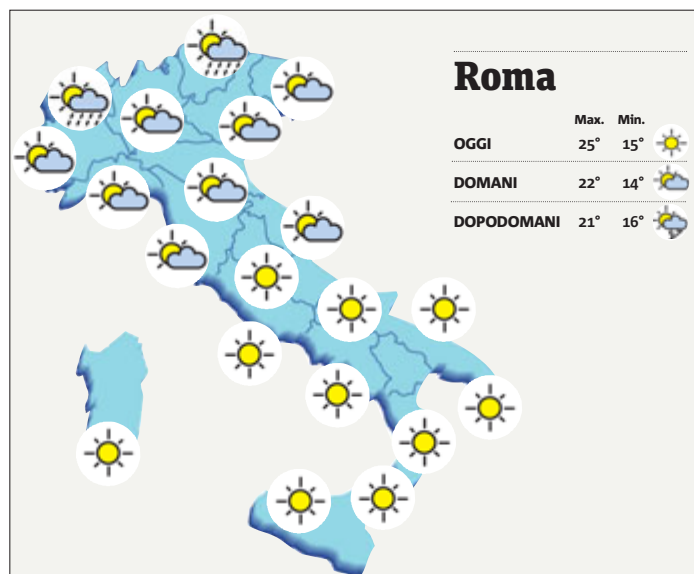 Roma
Max. Min.
OGGI 25° 15°
DOMANI 22° 14°
DOPODOMANI 21° 16°